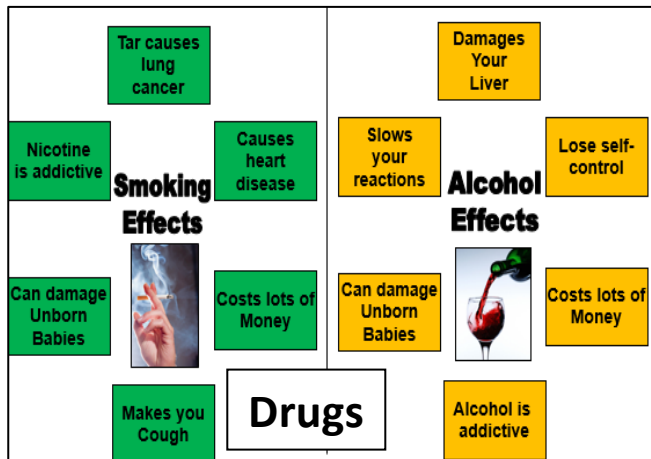 Tar causes
lung
cancer
Nicotine
is addictive
Causes
heart
disease
Smoking
Effects
Can damage
Unborn
Babies
Costs lots of
Money
Makes you
Cough
Damages
Your
Liver
Slows
your
reactions
Lose self-
control
Alcohol
Effects
Can damage
Unborn
Babies
Costs lots of
Money
Alcohol is
addictive
Drugs